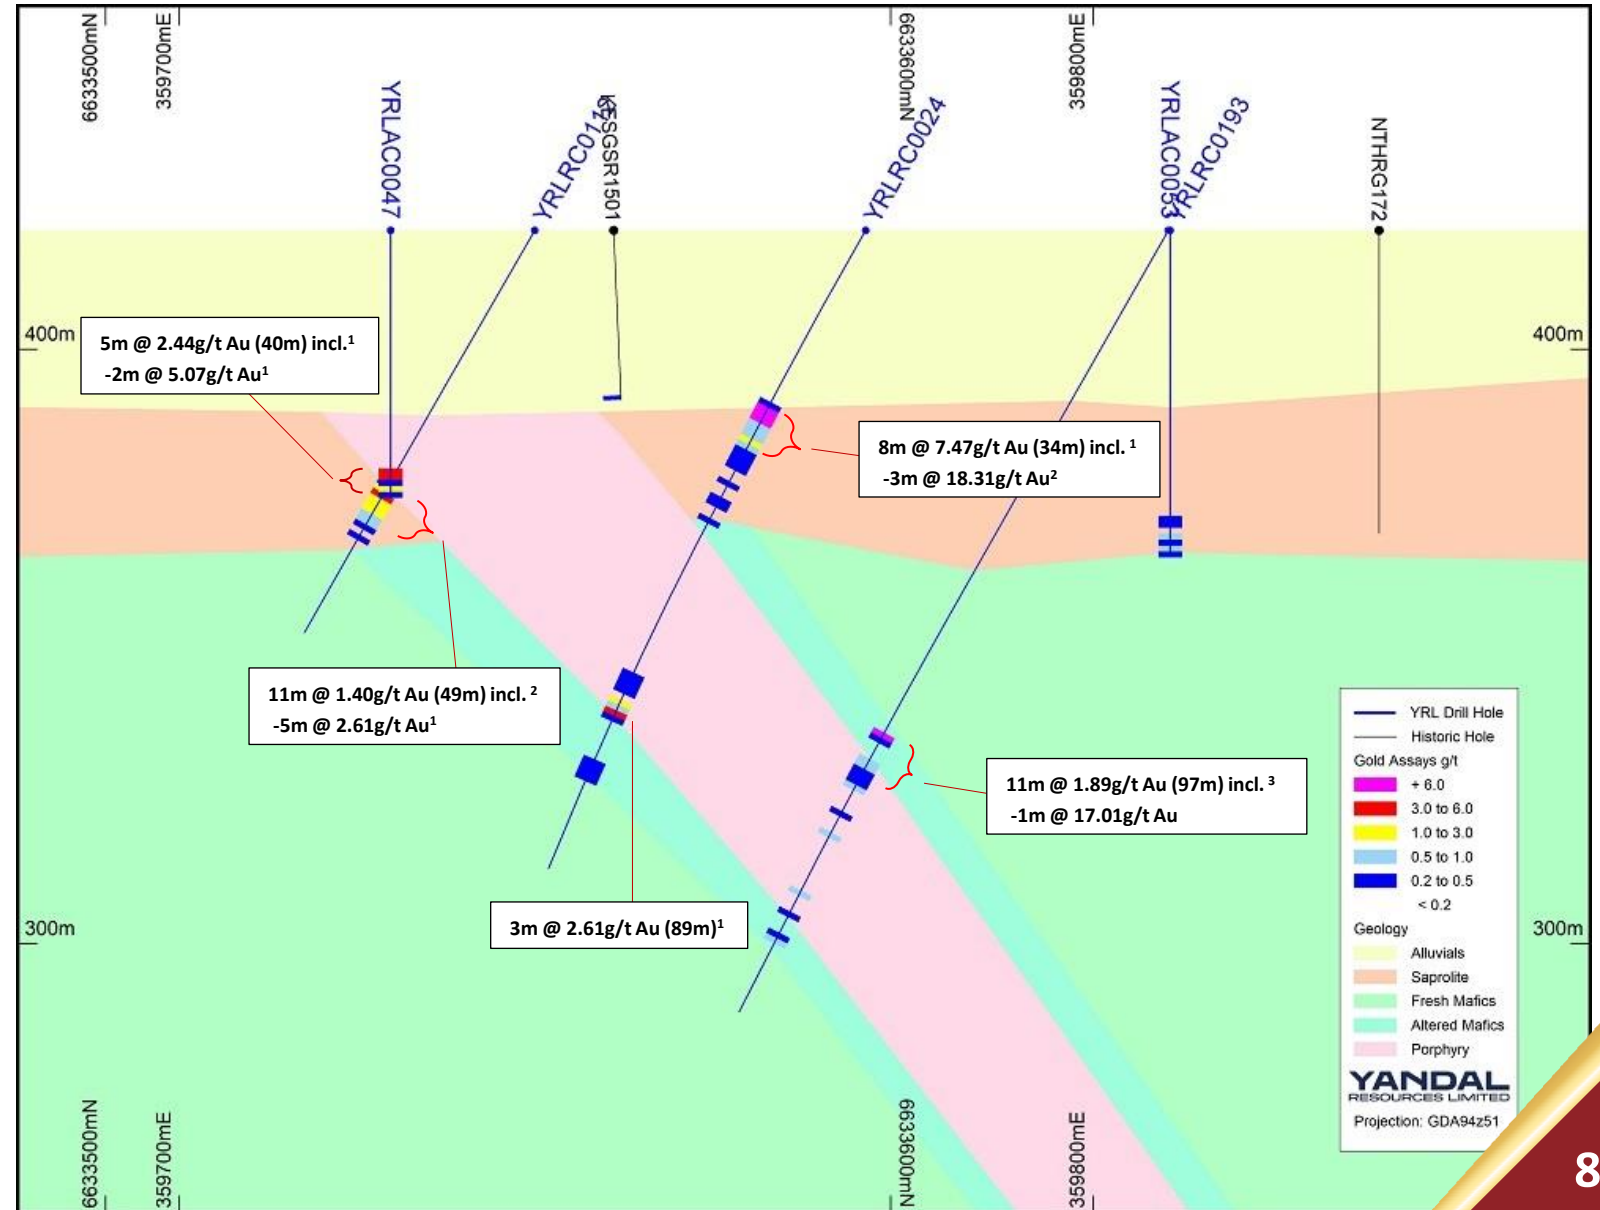 6633500mN
359700mE
6633600mN
359800mE
YRLAC0047
KESGSR1501
YRLRC0024
YRLAC0053
YRLRC0193
NTHRG172
400m
400m
5m @ 2.44g/t Au (40m) incl.1
-2m @ 5.07g/t Au1
8m @ 7.47g/t Au (34m) incl. 1
-3m @ 18.31g/t Au2
11m @ 1.40g/t Au (49m) incl. 2
-5m @ 2.61g/t Au1
11m @ 1.89g/t Au (97m) incl. 3
-1m @ 17.01g/t Au
3m @ 2.61g/t Au (89m)1
300m
300m
YRL Drill Hole
Historic Hole
Gold Assays g/t
+ 6.0
3.0 to 6.0
1.0 to 3.0
0.5 to 1.0
0.2 to 0.5
< 0.2
Geology
Alluvials
Saprolite
Fresh Mafics
Altered Mafics
Porphyry
YANDAL
RESOURCES LIMITED
Projection: GDA94z51
6633500mN
359700mE
6633600mN
359800mE
8